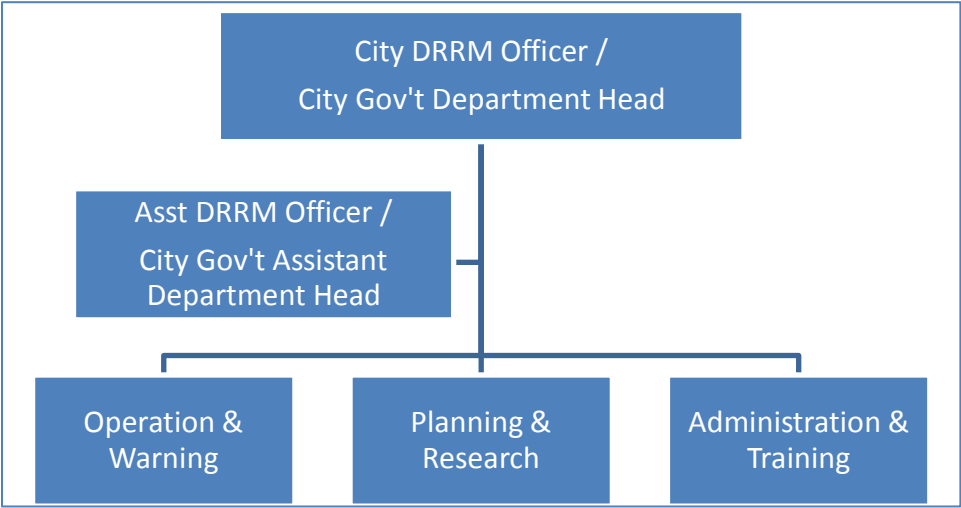 City DRRM Officer /
City Gov't Department Head
Asst DRRM Officer /
City Gov't Assistant
Department Head
Operation &
Warning
Planning &
Research
Administration &
Training